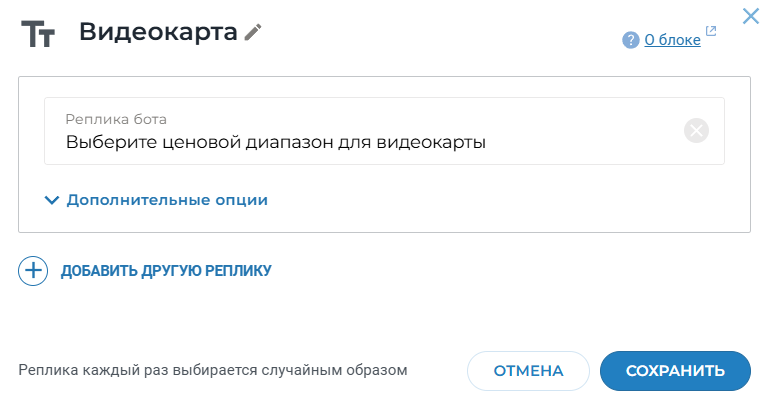 Видеокарта
? О блоке
Реплика бота
Выберите ценовой диапазон для видеокарты
Дополнительные опции
ДОБАВИТЬ ДРУГУЮ РЕПЛИКУ
Реплика каждый раз выбирается случайным образом
ОТМЕНА
СОХРАНИТЬ